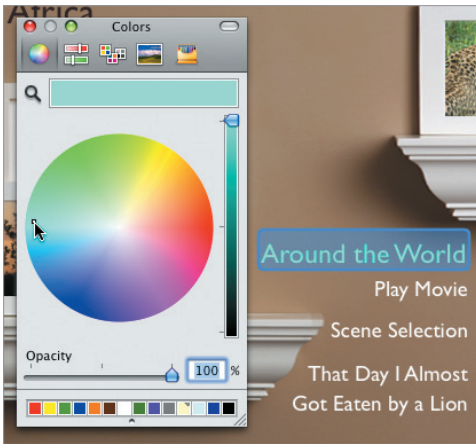 Africa
Colors
Around the World
Play Movie
Scene Selection
That Day I Almost
Got Eaten by a Lion
Opacity
100 %